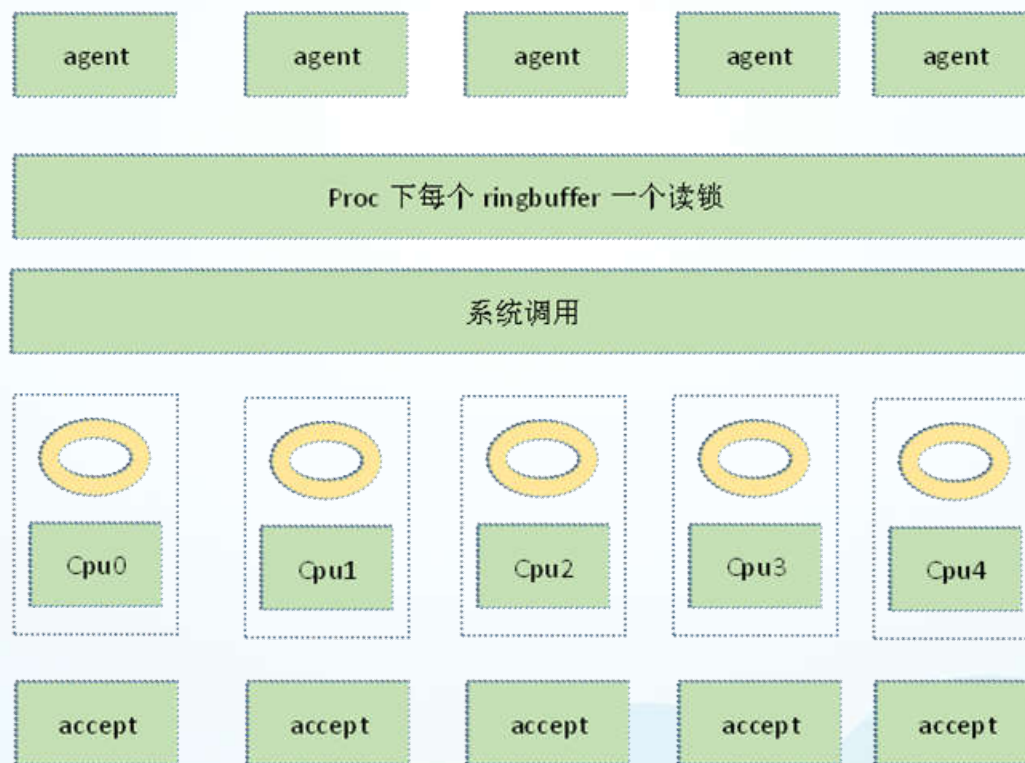 agent agent agent agent agent
Proc 下每个 ringbuffer 一个读锁
系统调用
Cpu0 Cpu1 Cpu2 Cpu3 Cpu4
accept accept accept accept accept